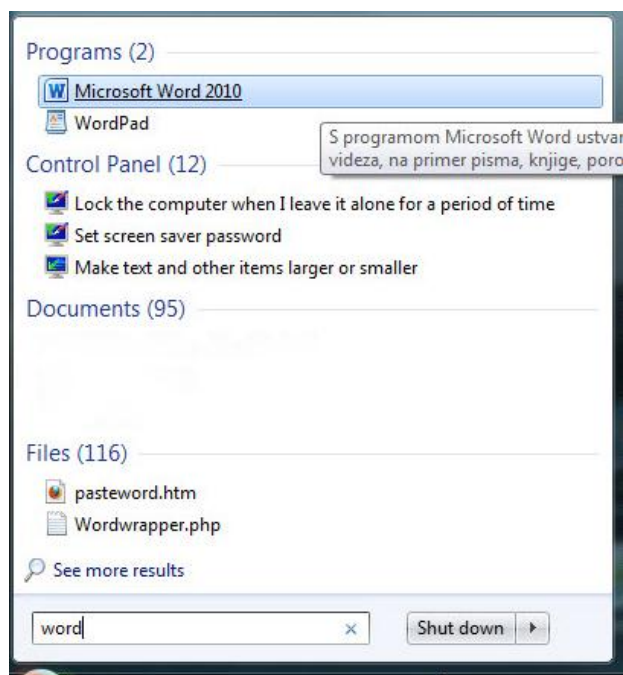 Programs (2)
Microsoft Word 2010
WordPad
S programom Microsoft Word ustvar
videza, na primer pisma, knjige, poro
Control Panel (12)
Lock the computer when I leave it alone for a period of time
Set screen saver password
Make text and other items larger or smaller
Documents (95)
Files (116)
pasteword.htm
Wordwrapper.php
See more results
word
Shut down